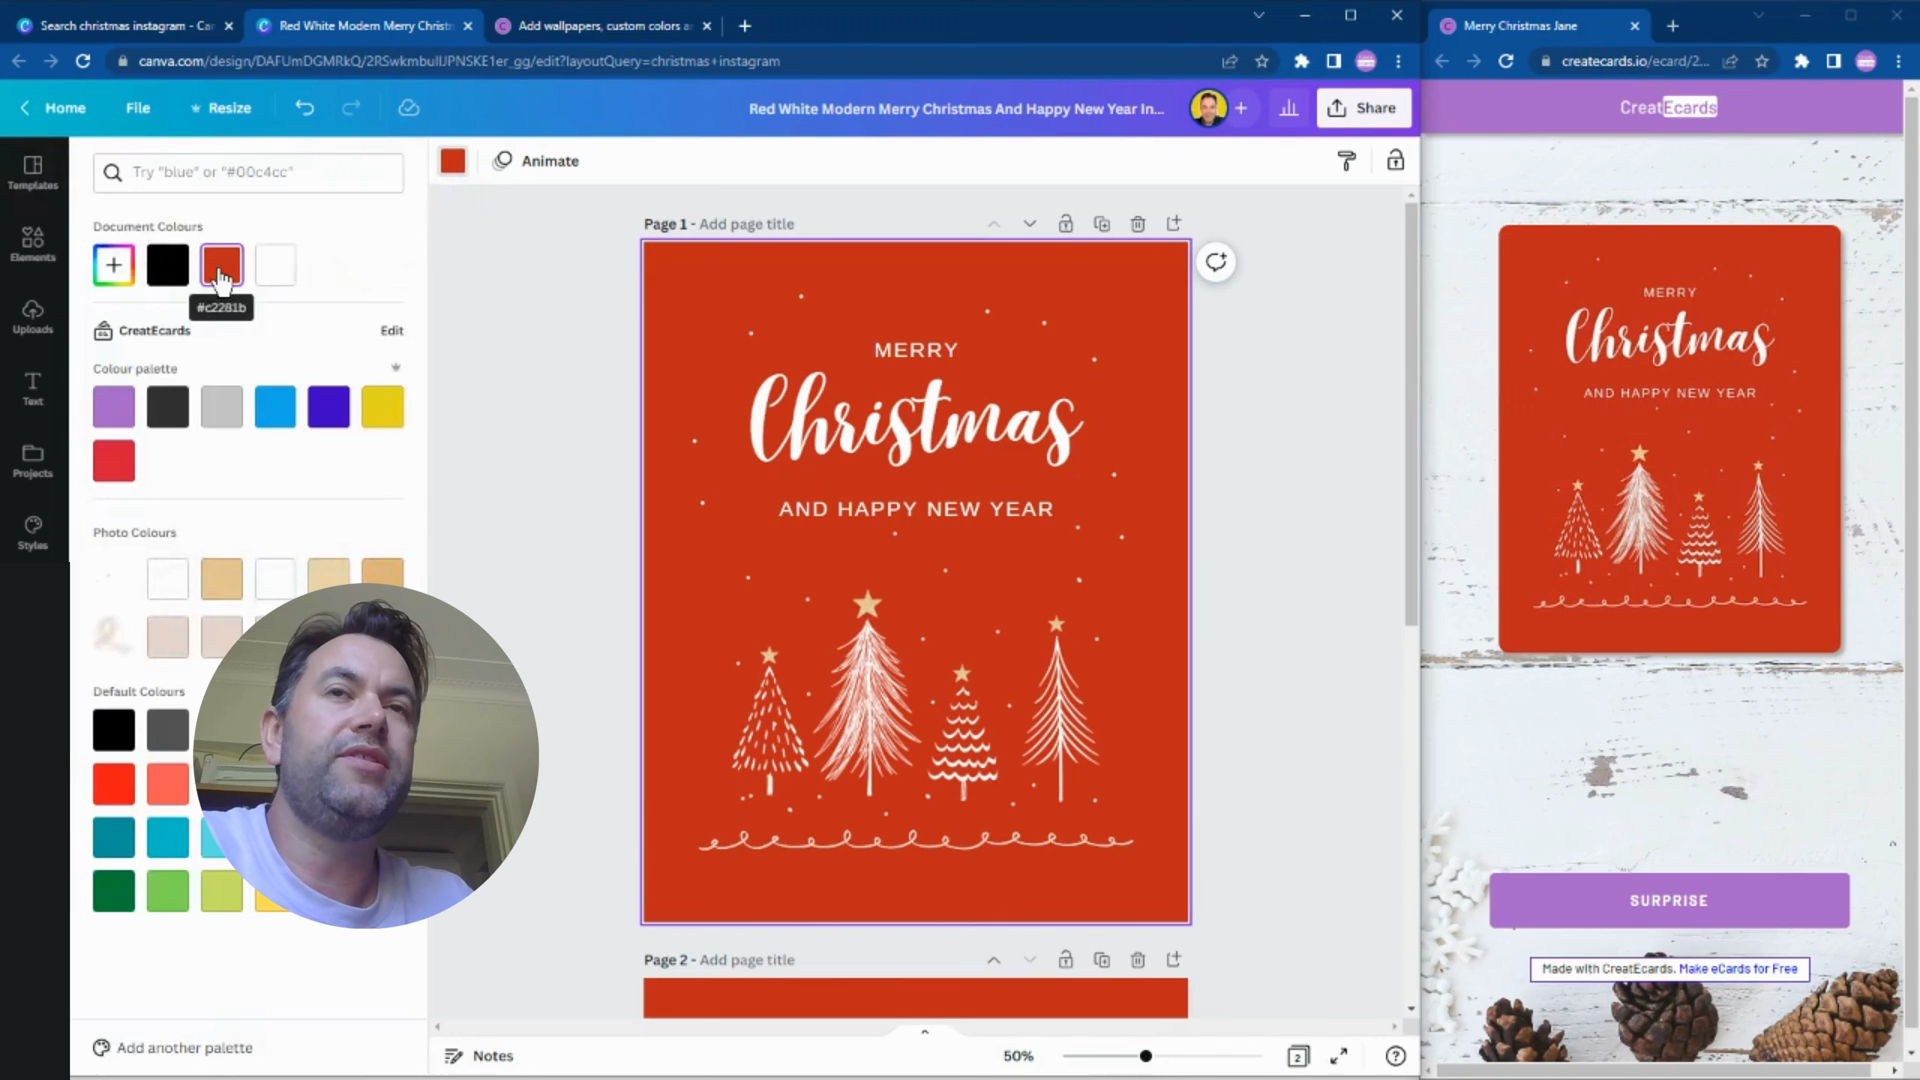 Search christmas instagram - Ca
Red White Modern Merry Christm
Add wallpapers, custom colors a
Merry Christmas Jane
canva.com/design/DAFUmDGMRkQ/2RSwkmbulIJPNSKE1er_gg/edit?layoutQuery=christmas+instagram
createcards.io/ecard/2...
Home
File
Resize
Red White Modern Merry Christmas And Happy New Year In...
Share
CreatEcards
Templates
Elements
Uploads
Text
Projects
Styles
Try "blue" or "#00c4cc"
Document Colours
#c2281b
CreatEcards
Edit
Colour palette
Photo Colours
Default Colours
Add another palette
Animate
Page 1 - Add page title
MERRY
Christmas
AND HAPPY NEW YEAR
Page 2 - Add page title
Notes
50%
2
MERRY
Christmas
AND HAPPY NEW YEAR
SURPRISE
Made with CreatEcards. Make eCards for Free